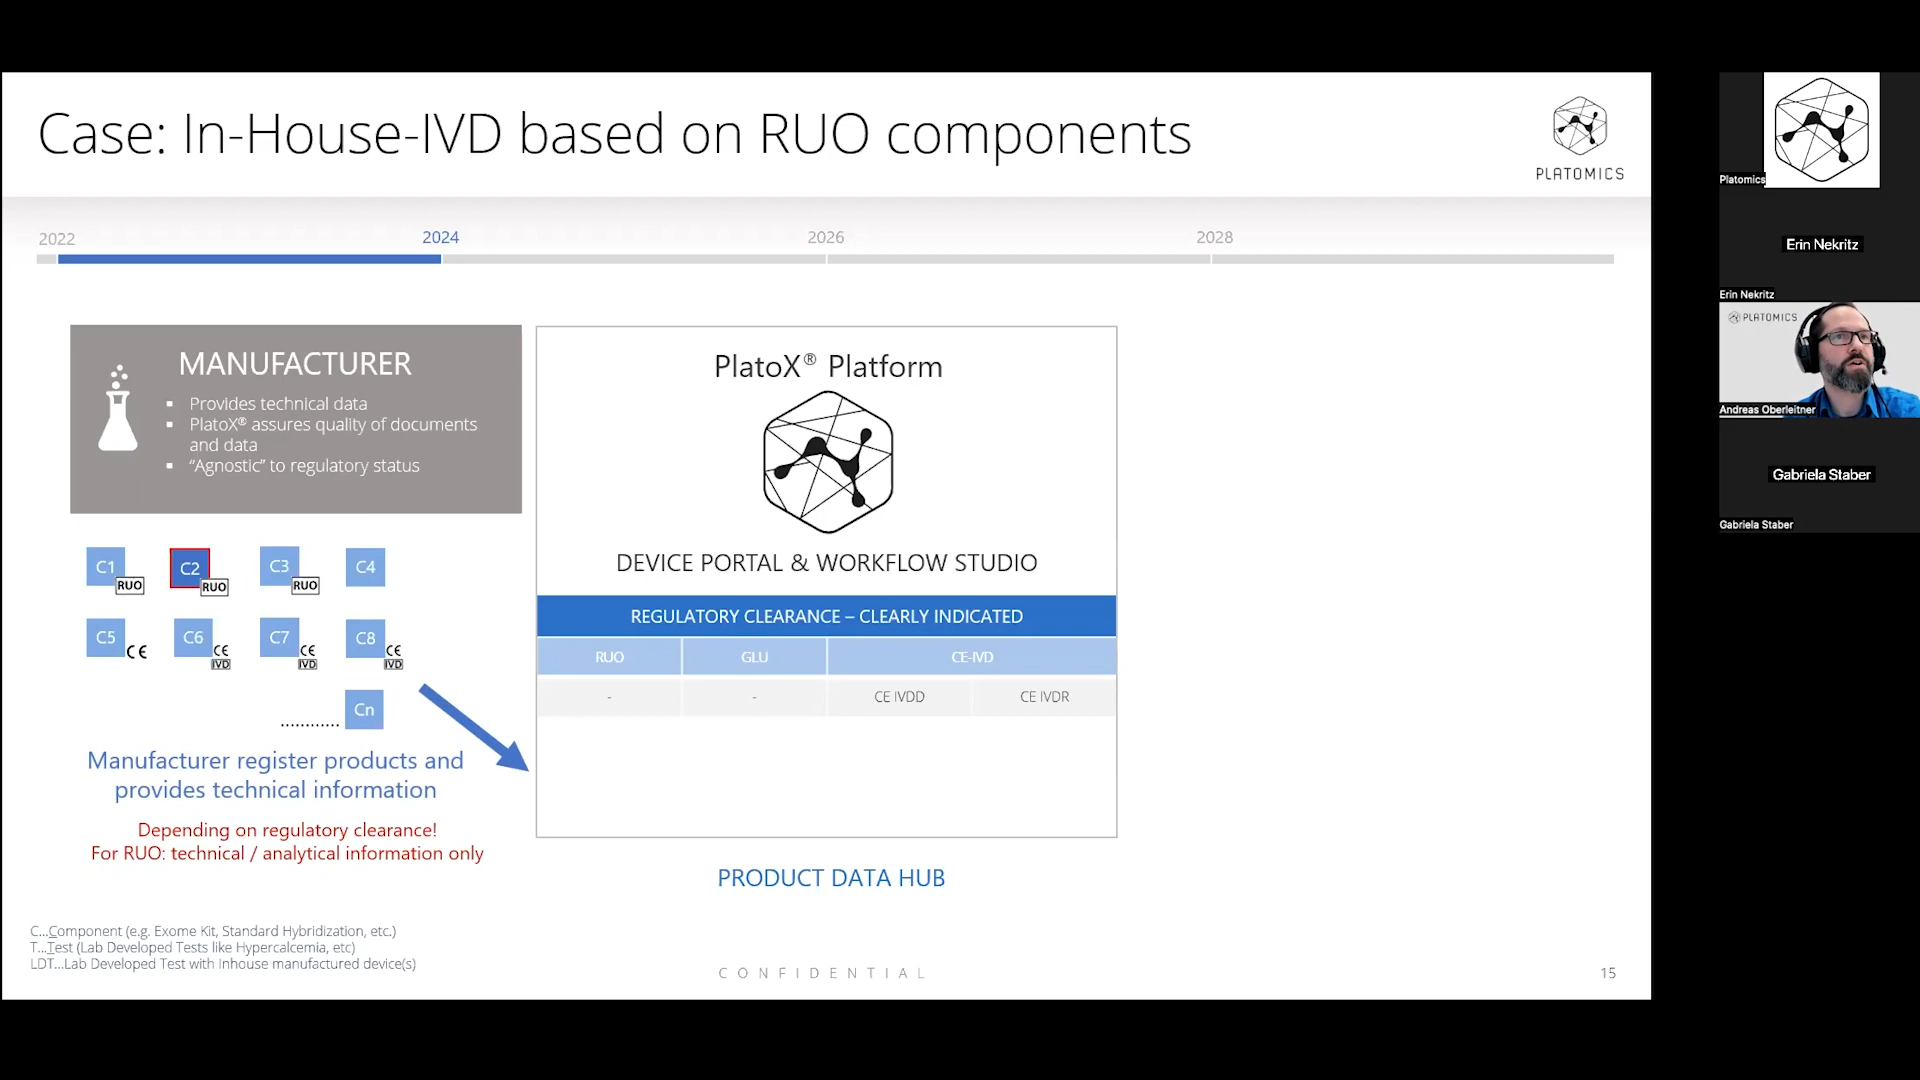 Case: In-House-IVD based on RUO components
PLATOMICS
2022
2024
2026
2028
MANUFACTURER
▪ Provides technical data
▪ PlatoX® assures quality of documents
and data
▪ “Agnostic” to regulatory status
C1
RUO
C2
RUO
C3
RUO
C4
C5
CE
C6
CE
IVD
C7
CE
IVD
C8
CE
IVD
............ Cn
Manufacturer register products and
provides technical information
Depending on regulatory clearance!
For RUO: technical / analytical information only
PlatoX® Platform
DEVICE PORTAL & WORKFLOW STUDIO
REGULATORY CLEARANCE – CLEARLY INDICATED
RUO GLU CE-IVD
- - CE IVDD CE IVDR
PRODUCT DATA HUB
C...Component (e.g. Exome Kit, Standard Hybridization, etc.)
T...Test (Lab Developed Tests like Hypercalcemia, etc)
LDT...Lab Developed Test with Inhouse manufactured device(s)
CONFIDENTIAL
15
Platomics
Erin Nekritz
Erin Nekritz
PLATOMICS
Andreas Oberleitner
Gabriela Staber
Gabriela Staber